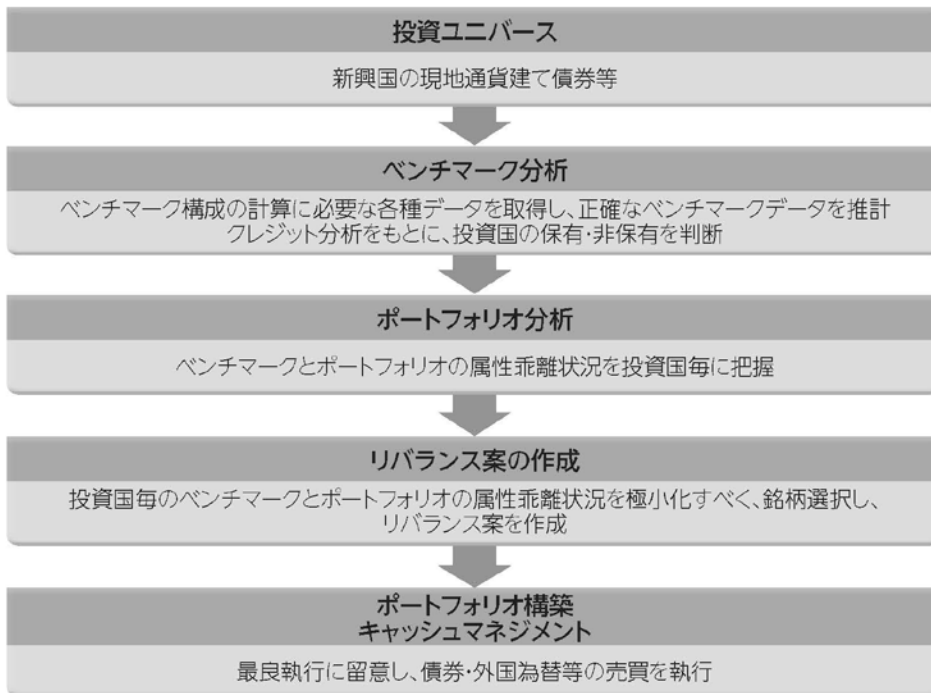 投資ユニバース
新興国の現地通貨建て債券等
ベンチマーク分析
ベンチマーク構成の計算に必要な各種データを取得し、正確なベンチマークデータを推計
クレジット分析をもとに、投資国の保有・非保有を判断
ポートフォリオ分析
ベンチマークとポートフォリオの属性乖離状況を投資国毎に把握
リバランス案の作成
投資国毎のベンチマークとポートフォリオの属性乖離状況を極小化すべく、銘柄選択し、
リバランス案を作成
ポートフォリオ構築
キャッシュマネジメント
最良執行に留意し、債券・外国為替等の売買を執行